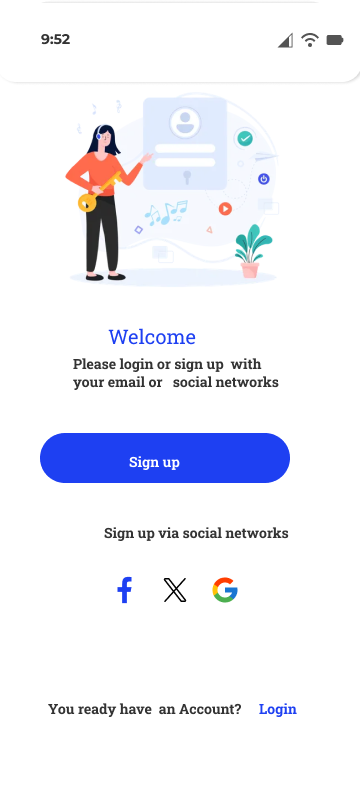 9:52
Welcome
Please login or sign up with
your email or social networks
Sign up
Sign up via social networks
You ready have an Account? Login